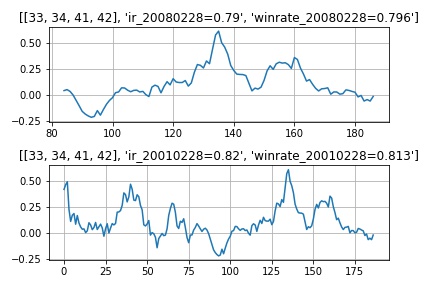 [[33, 34, 41, 42], 'ir_20080228=0.79', 'winrate_20080228=0.796']
0.50
0.25
0.00
−0.25
80 100 120 140 160 180
[[33, 34, 41, 42], 'ir_20010228=0.82', 'winrate_20010228=0.813']
0.50
0.25
0.00
−0.25
0 25 50 75 100 125 150 175